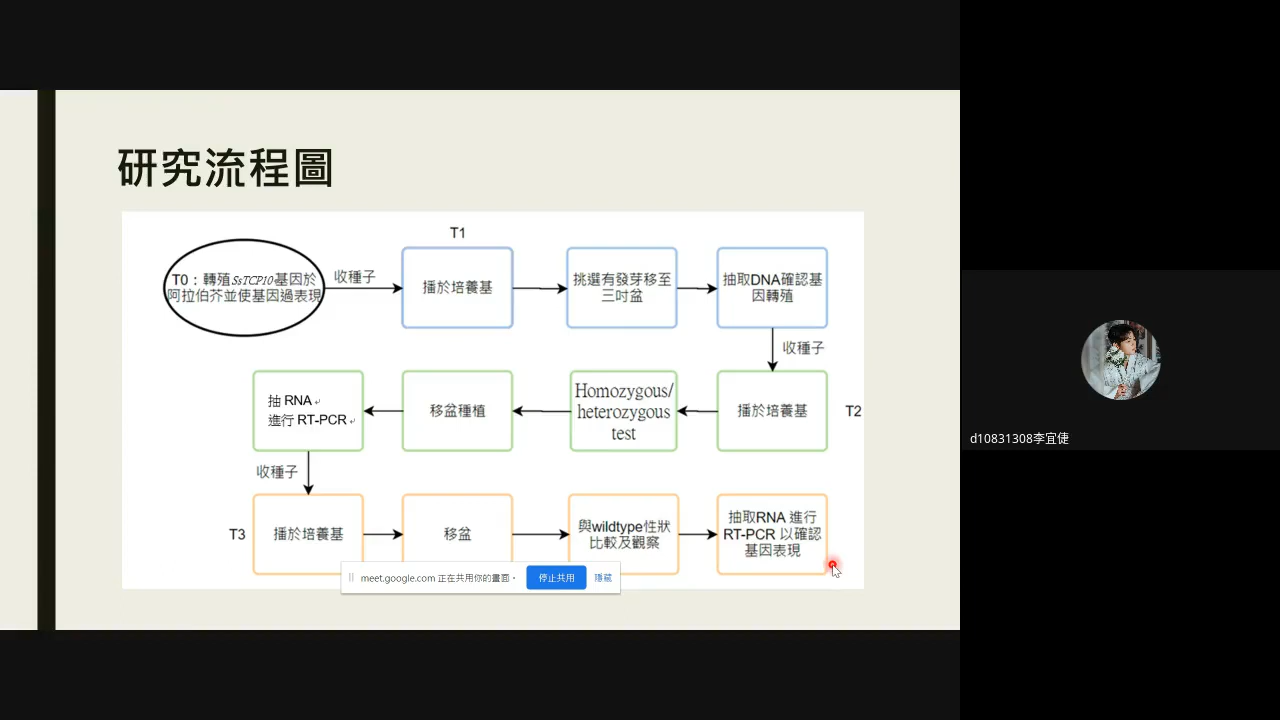 研究流程圖
T1
T0：轉殖SsTCP10基因於
阿拉伯芥並使基因過表現
收種子
播於培養基
挑選有發芽移至
三吋盆
抽取DNA確認基
因轉殖
收種子
抽 RNA
進行 RT-PCR
移盆種植
Homozygous/
heterozygous
test
播於培養基
T2
收種子
T3
播於培養基
移盆
與wildtype性狀
比較及觀察
抽取RNA 進行
RT-PCR 以確認
基因表現
meet.google.com 正在共用你的畫面。
停止共用
隱藏
d10831308李宜倢